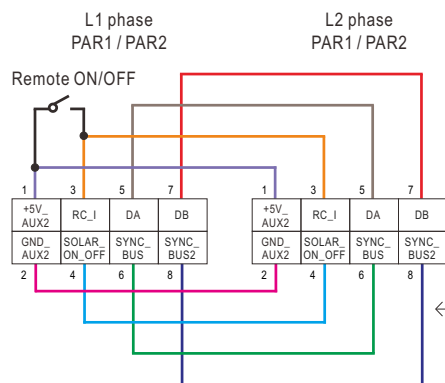 L1 phase
PAR1 / PAR2
L2 phase
PAR1 / PAR2
Remote ON/OFF
1 3 5 7
+5V_
AUX2
RC_I
DA
DB
GND_
AUX2
SOLAR_
ON_OFF
SYNC_
BUS
SYNC_
BUS2
2 4 6 8
1 3 5 7
+5V_
AUX2
RC_I
DA
DB
GND_
AUX2
SOLAR_
ON_OFF
SYNC_
BUS
SYNC_
BUS2
2 4 6 8